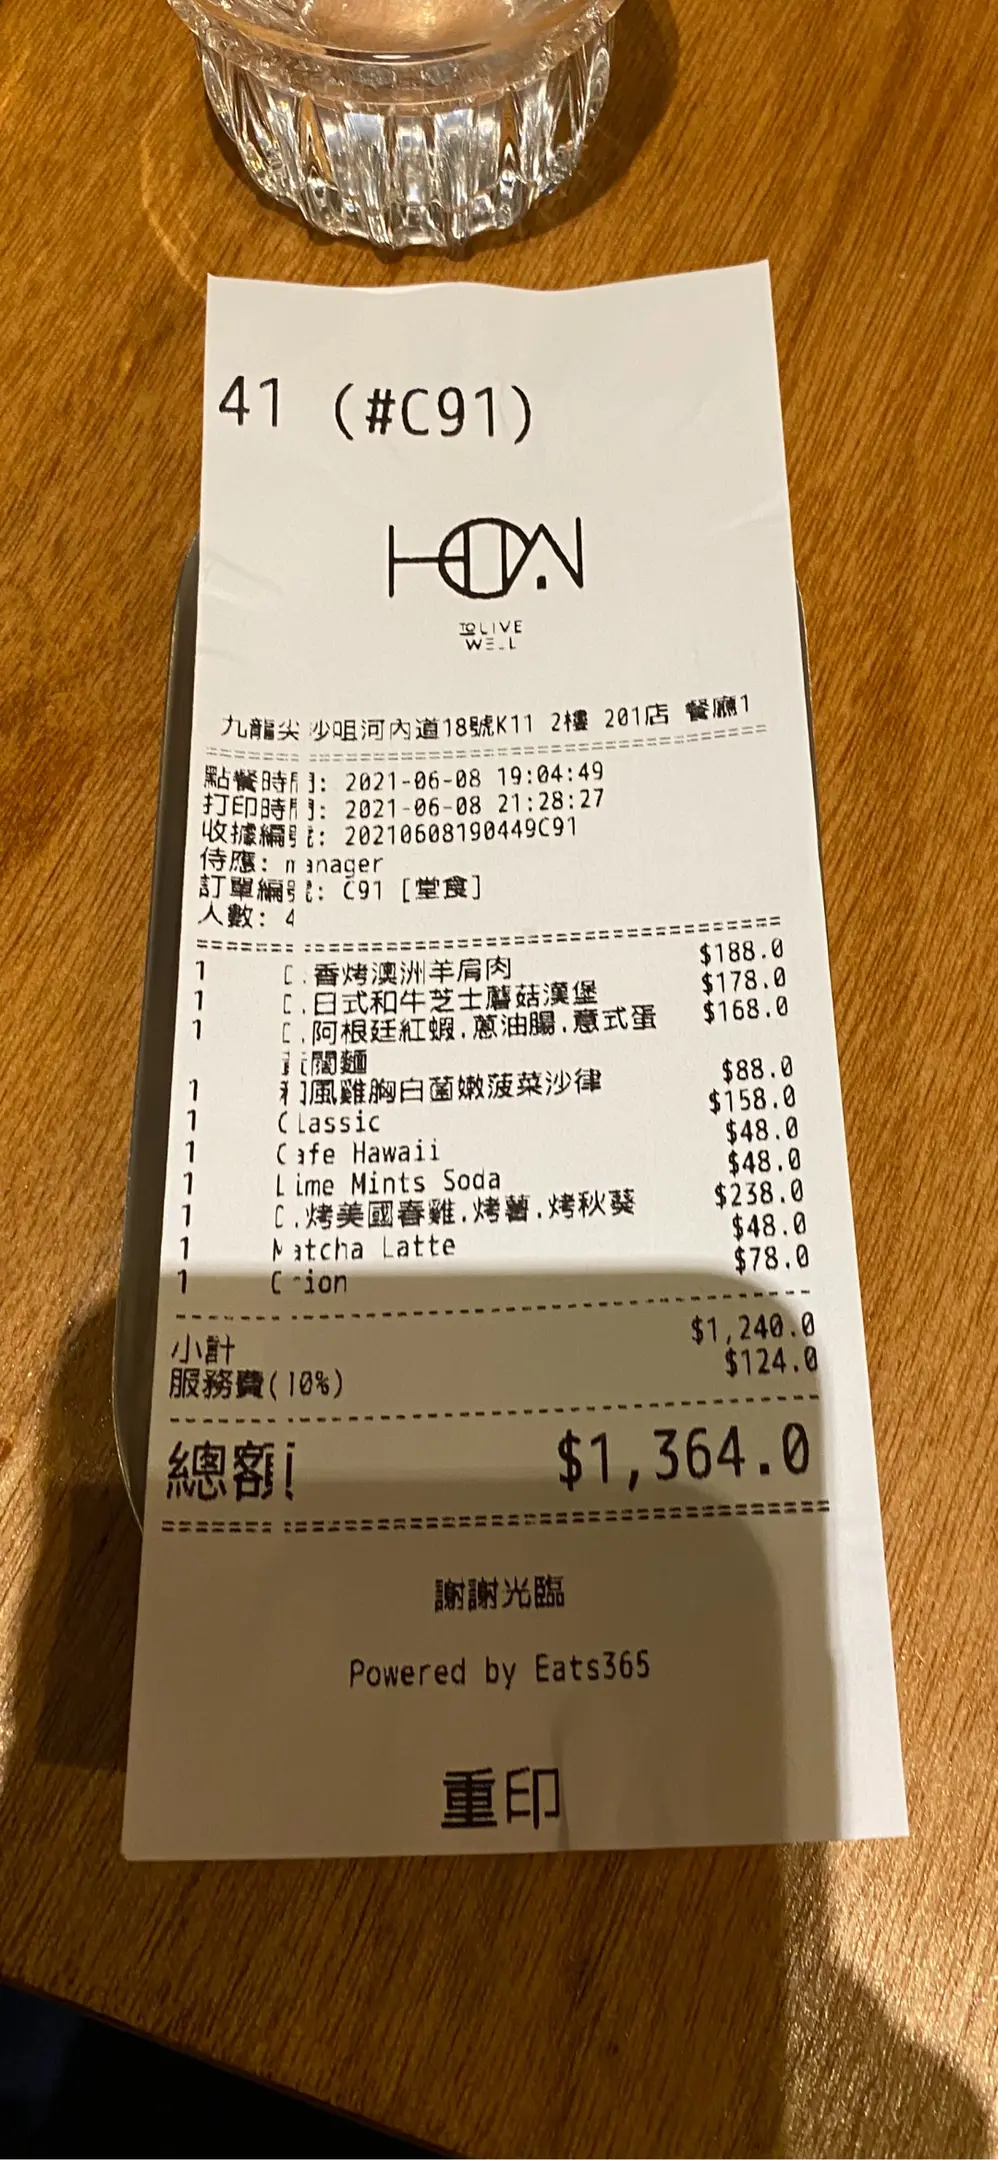 41 (#C91)
HON
TO LIVE
WELL
九龍尖沙咀河內道18號K11 2樓 201店 餐廳1
點餐時間: 2021-06-08 19:04:49
打印時間: 2021-06-08 21:28:27
收據編號: 20210608190449C91
侍應: manager
訂單編號: C91 [堂食]
人數: 4
1 D.香烤澳洲羊肩肉 $188.0
1 D.日式和牛芝士蘑菇漢堡 $178.0
1 D.阿根廷紅蝦.蔥油腸.意式蛋 $168.0
黃闊麵
1 和風雞胸白菌嫩菠菜沙律 $88.0
1 Classic $158.0
1 Cafe Hawaii $48.0
1 Lime Mints Soda $48.0
1 D.烤美國春雞.烤薯.烤秋葵 $238.0
1 Matcha Latte $48.0
1 Onion $78.0
小計 $1,240.0
服務費(10%) $124.0
總額 $1,364.0
謝謝光臨
Powered by Eats365
重印